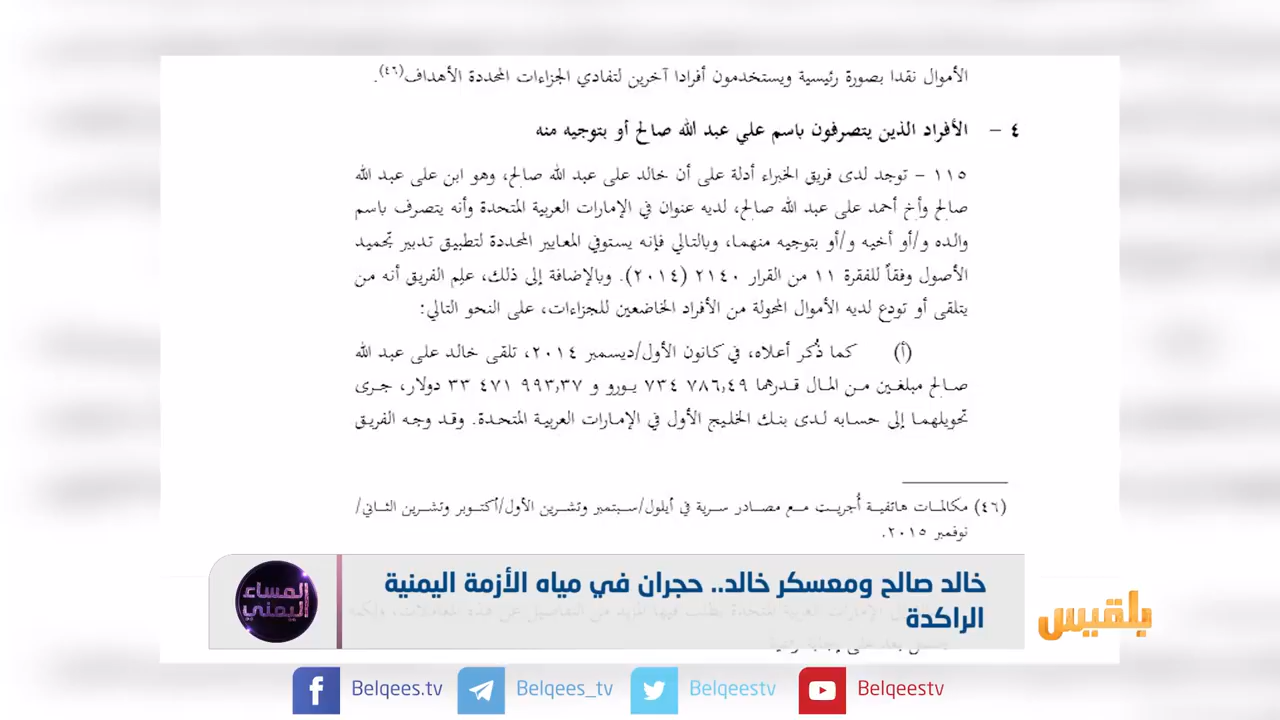 الأموال نقدا بصورة رئيسية ويستخدمون أفرادا آخرين لتفادي الجزاءات المحددة الأهداف(٤٦).
٤ – الأفراد الذين يتصرفون باسم علي عبد الله صالح أو بتوجيه منه
١١٥ – توجد لدى فريق الخبراء أدلة على أن خالد على عبد الله صالح، وهو ابن على عبد الله
صالح وأخ أحمد على عبد الله صالح، لديه عنوان في الإمارات العربية المتحدة وأنه يتصرف باسم
والده و/أو أخيه و/أو بتوجيه منهما، وبالتالي فإنه يستوفي المعايير المحددة لتطبيق تدبير تجميد
الأصول وفقاً للفقرة ١١ من القرار ٢١٤٠ (٢٠١٤). وبالإضافة إلى ذلك، علِم الفريق أنه من
يتلقى أو تودع لديه الأموال المحولة من الأفراد الخاضعين للجزاءات، على النحو التالي:
(أ) كما ذُكر أعلاه، في كانون الأول/ديسمبر ٢٠١٤، تلقى خالد على عبد الله
صالح مبلغين من المال قدرهما ٧٣٤ ٧٨٦,٤٩ يورو و ٣٣ ٤٧١ ٩٩٣,٣٧ دولار، جرى
تحويلهما إلى حسابه لدى بنك الخليج الأول في الإمارات العربية المتحدة. وقد وجه الفريق
(٤٦) مكالمات هاتفية أُجريت مع مصادر سرية في أيلول/سبتمبر وتشرين الأول/أكتوبر وتشرين الثاني/
نوفمبر ٢٠١٥.
خالد صالح ومعسكر خالد.. حجران في مياه الأزمة اليمنية
الراكدة
المساء
اليمني
بلقيس
Belqees.tv
Belqees_tv
Belqeestv
Belqeestv